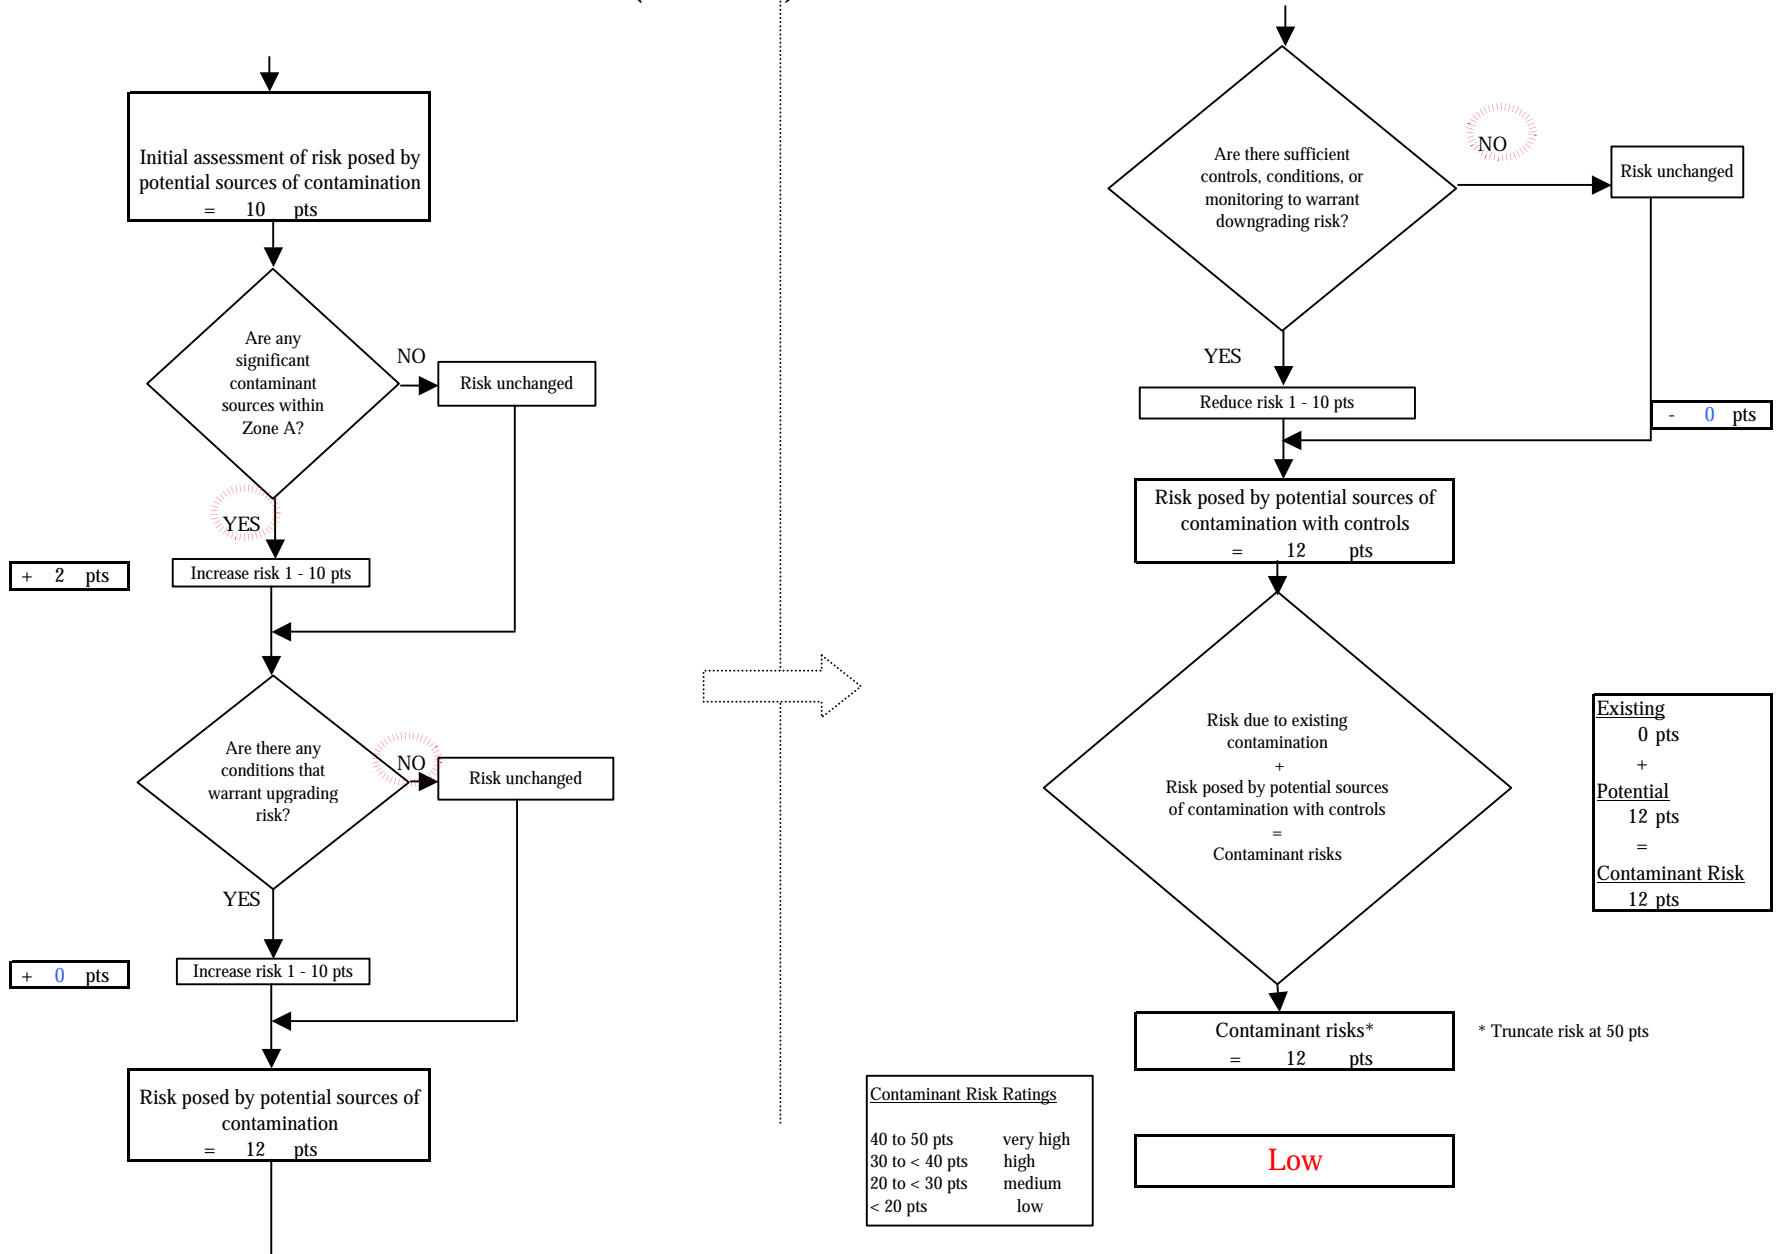 Initial assessment of risk posed by
potential sources of contamination
= 10 pts
Are any
significant
contaminant
sources within
Zone A?
NO
Risk unchanged
YES
+ 2 pts
Increase risk 1 - 10 pts
Are there any
conditions that
warrant upgrading
risk?
NO
Risk unchanged
YES
+ 0 pts
Increase risk 1 - 10 pts
Risk posed by potential sources of
contamination
= 12 pts
Are there sufficient
controls, conditions, or
monitoring to warrant
downgrading risk?
NO
Risk unchanged
YES
Reduce risk 1 - 10 pts
- 0 pts
Risk posed by potential sources of
contamination with controls
= 12 pts
Risk due to existing
contamination
+
Risk posed by potential sources
of contamination with controls
=
Contaminant risks
Existing
0 pts
+
Potential
12 pts
=
Contaminant Risk
12 pts
Contaminant risks*
= 12 pts
* Truncate risk at 50 pts
Contaminant Risk Ratings
40 to 50 pts very high
30 to < 40 pts high
20 to < 30 pts medium
< 20 pts low
Low